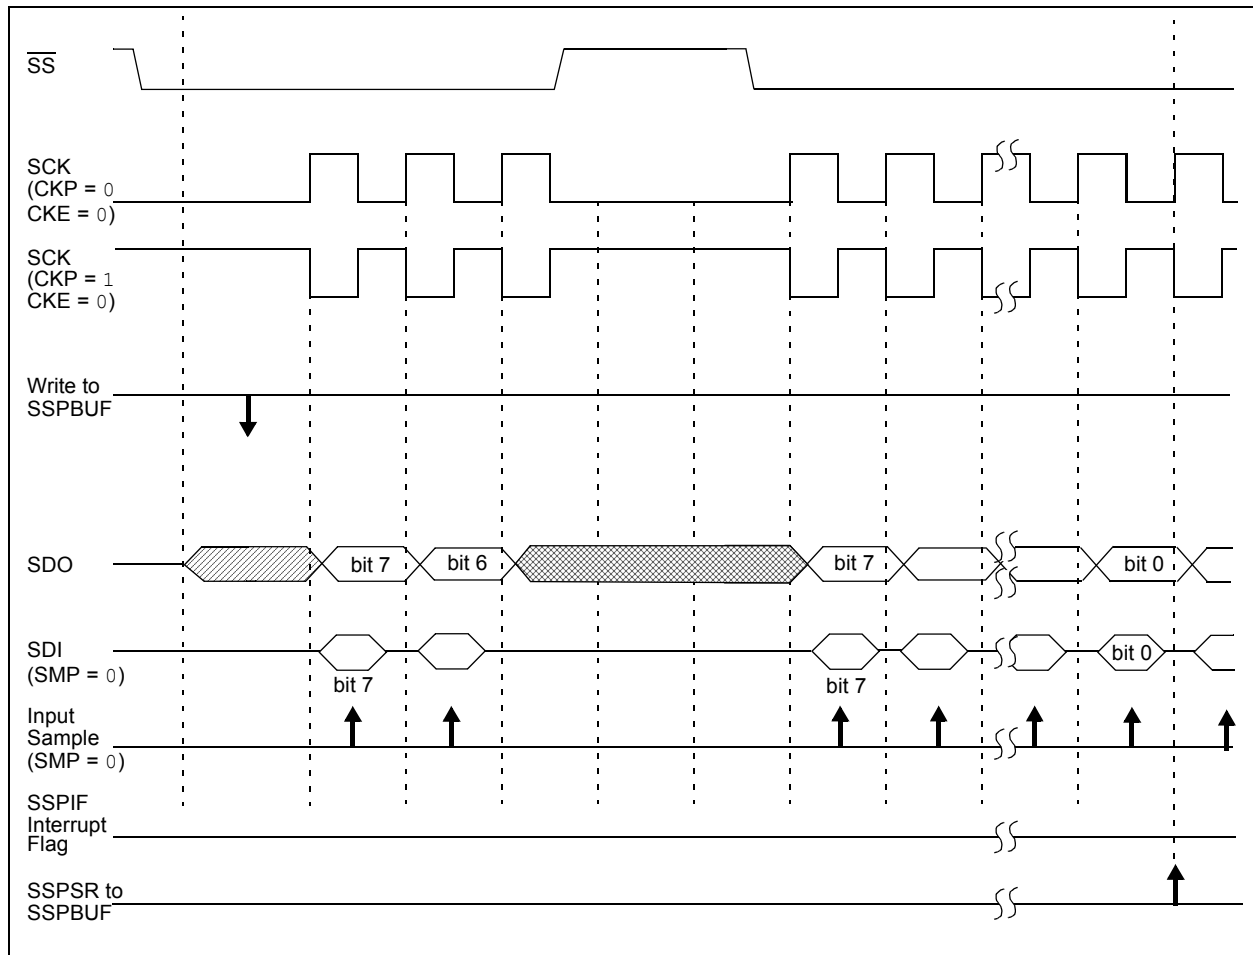 SS
SCK
(CKP = 0
CKE = 0)
SCK
(CKP = 1
CKE = 0)
Write to
SSPBUF
SDO
bit 7
bit 6
bit 7
bit 0
SDI
(SMP = 0)
bit 7
bit 7
bit 0
Input
Sample
(SMP = 0)
SSPIF
Interrupt
Flag
SSPSR to
SSPBUF